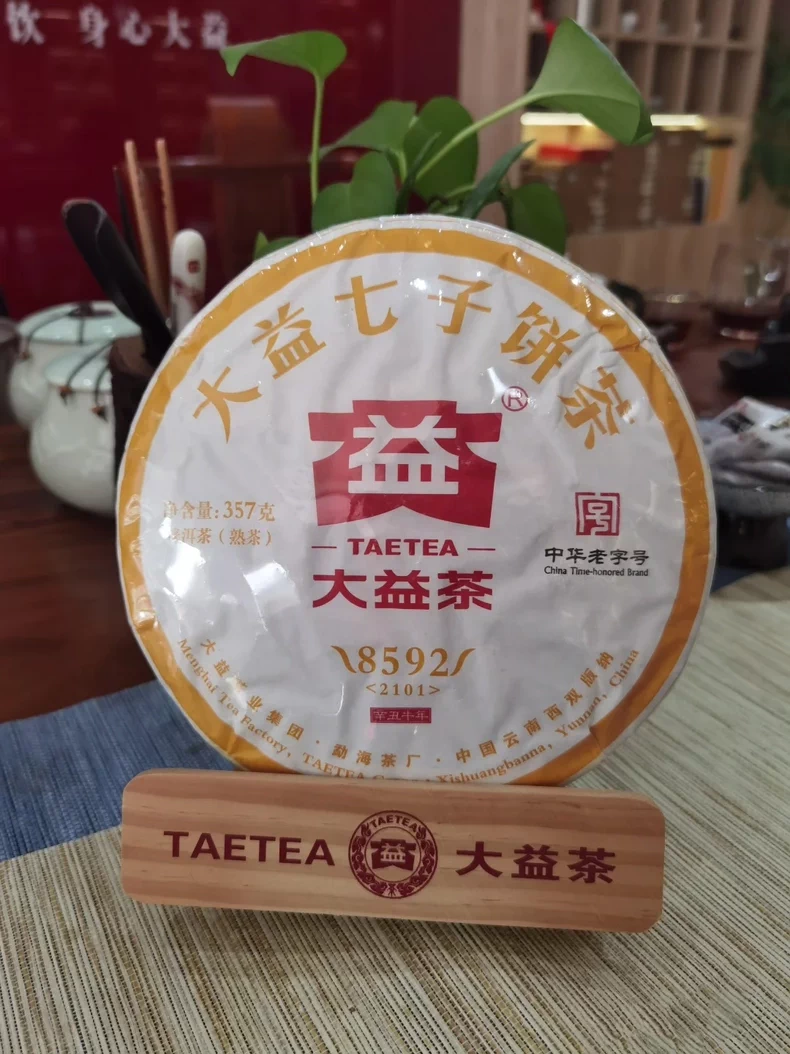 饮 身心大益
大益七子饼茶
益®
净含量: 357克
普洱茶（熟茶）
— TAETEA —
大益茶
中华老字号
China Time-honored Brand
8592
<2101>
辛丑牛年
大益茶业集团·勐海茶厂·中国云南西双版纳
Menghai Tea Factory, TAETEA Xishuangbanna, Yunnan, China
TAETEA
TAETEA
益
茶
大益茶